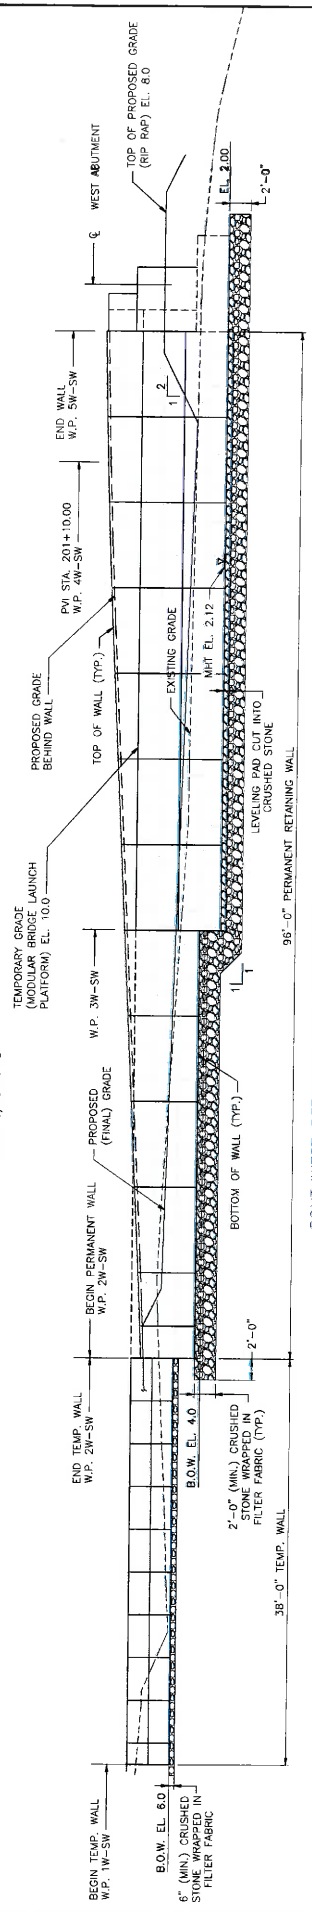 BEGIN TEMP. WALL
W.P. 1W-SW
B.O.W. EL. 6.0
6" (MIN.) CRUSHED
STONE WRAPPED IN
FILTER FABRIC
END TEMP. WALL
W.P. 2W-SW
BEGIN PERMANENT WALL
W.P. 2W-SW
PROPOSED
(FINAL) GRADE
B.O.W. EL. 4.0
2'-0"
2'-0" (MIN.) CRUSHED
STONE WRAPPED IN
FILTER FABRIC (TYP.)
38'-0" TEMP. WALL
W.P. 3W-SW
BOTTOM OF WALL (TYP.)
1
1
TEMPORARY GRADE
(MODULAR BRIDGE LAUNCH
PLATFORM) EL. 10.0
PROPOSED GRADE
BEHIND WALL
TOP OF WALL (TYP.)
EXISTING GRADE
MHT EL. 2.12
LEVELING PAD CUT INTO
CRUSHED STONE
96'-0" PERMANENT RETAINING WALL
PVI STA. 201+10.00
W.P. 4W-SW
END WALL
W.P. 5W-SW
1
2
℄ WEST ABUTMENT
TOP OF PROPOSED GRADE
(RIP RAP) EL. 8.0
EL. 2.00
2'-0"